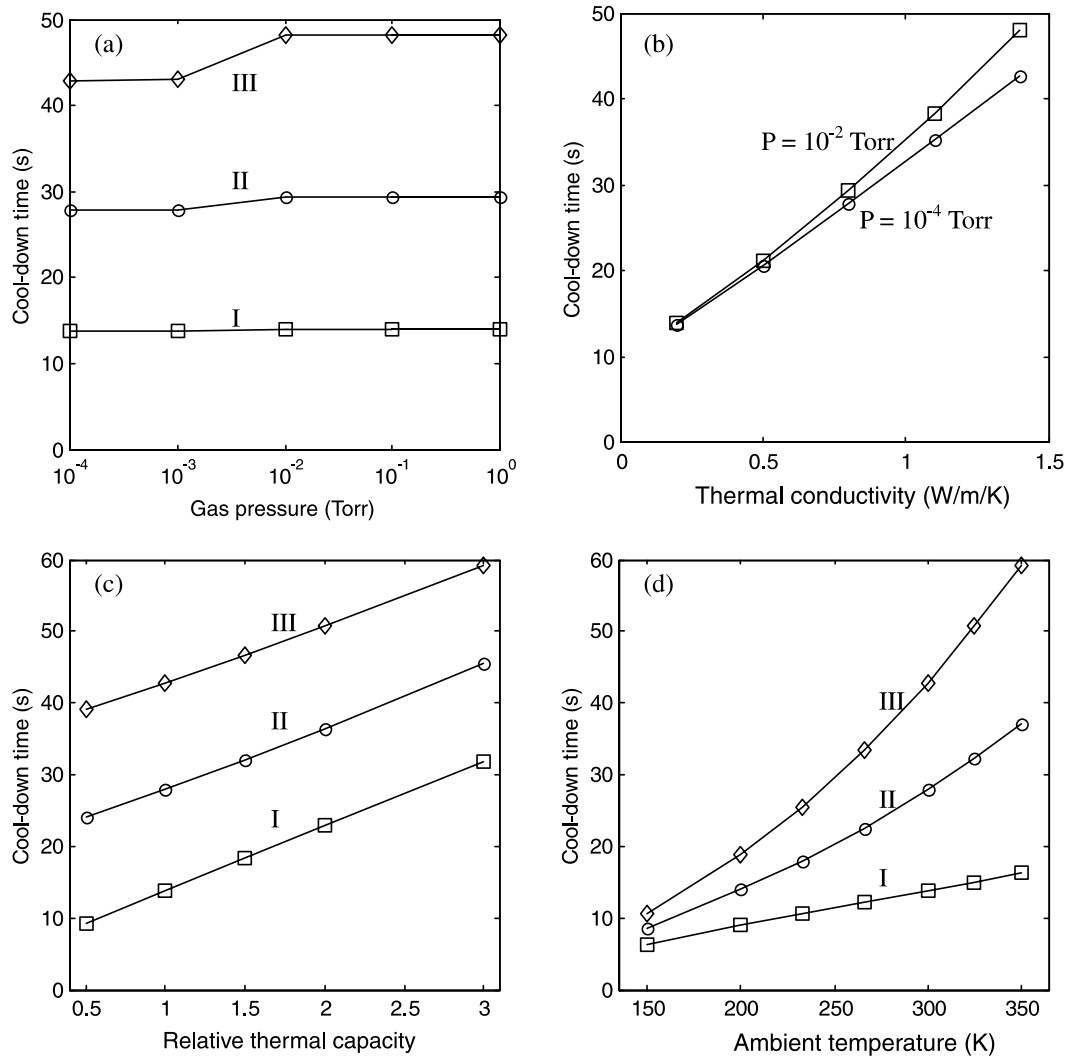 50
(a)
40
III
30
II
20
I
10
0
10^-4
10^-3
10^-2
10^-1
10^0
Cool-down time (s)
Gas pressure (Torr)
50
(b)
40
P = 10^-2 Torr
30
P = 10^-4 Torr
20
10
0
0
0.5
1
1.5
Cool-down time (s)
Thermal conductivity (W/m/K)
60
(c)
50
III
40
II
30
I
20
10
0
0.5
1
1.5
2
2.5
3
Cool-down time (s)
Relative thermal capacity
60
(d)
50
40
III
30
II
20
I
10
0
150
200
250
300
350
Cool-down time (s)
Ambient temperature (K)